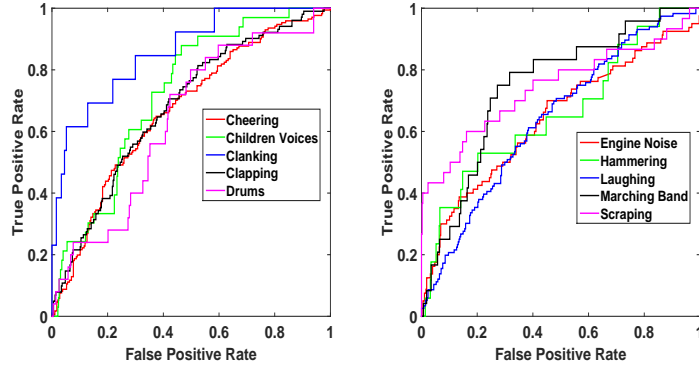 1
0.8
0.6
0.4
0.2
0
True Positive Rate
0 0.2 0.4 0.6 0.8 1
False Positive Rate
Cheering
Children Voices
Clanking
Clapping
Drums
1
0.8
0.6
0.4
0.2
0
True Positive Rate
0 0.2 0.4 0.6 0.8 1
False Positive Rate
Engine Noise
Hammering
Laughing
Marching Band
Scraping